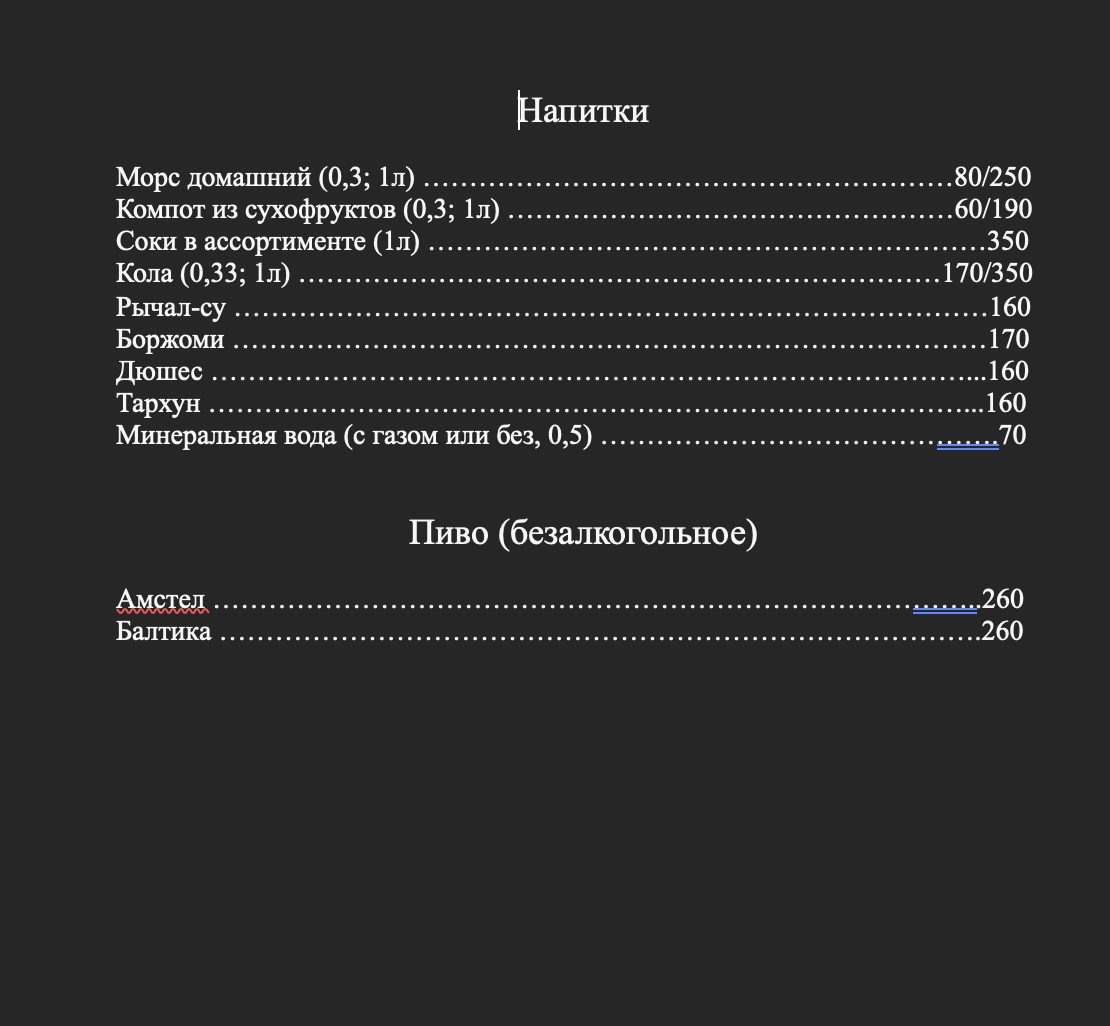 Напитки
Морс домашний (0,3; 1л) ……………………………………………………80/250
Компот из сухофруктов (0,3; 1л) ……………………………………………60/190
Соки в ассортименте (1л) ………………………………………………………350
Кола (0,33; 1л) ………………………………………………………………170/350
Рычал-су …………………………………………………………………………160
Боржоми …………………………………………………………………………170
Дюшес ……………………………………………………………………………...160
Тархун ……………………………………………………………………………...160
Минеральная вода (с газом или без, 0,5) ………………………………….…….70
Пиво (безалкогольное)
Амстел ………………………………………………………………………….…..260
Балтика …………………………………………………………………………….260